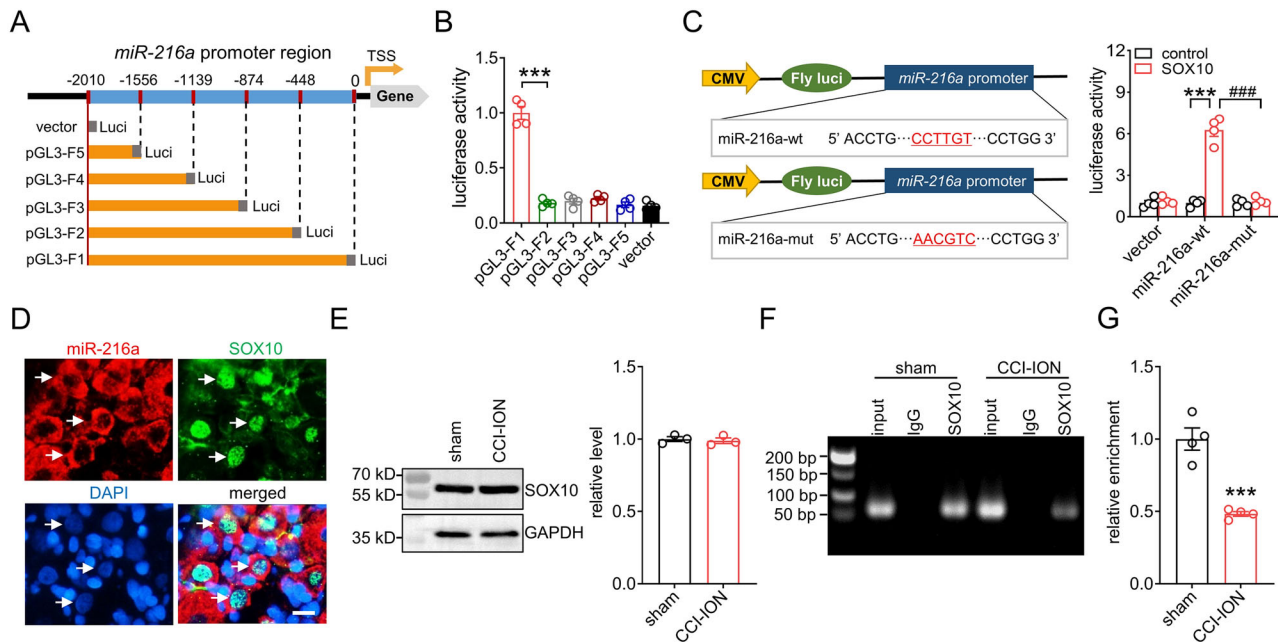 A
miR-216a promoter region
TSS
-2010 -1556 -1139 -874 -448 0
Gene
vector Luci
pGL3-F5 Luci
pGL3-F4 Luci
pGL3-F3 Luci
pGL3-F2 Luci
pGL3-F1 Luci
B
luciferase activity
1.5
1.0
0.5
0.0
***
pGL3-F1
pGL3-F2
pGL3-F3
pGL3-F4
pGL3-F5
vector
C
CMV Fly luci miR-216a promoter
miR-216a-wt 5' ACCTG···CCTTGT···CCTGG 3'
CMV Fly luci miR-216a promoter
miR-216a-mut 5' ACCTG···AACGTC···CCTGG 3'
luciferase activity
12
9
6
3
0
control
SOX10
*** ###
vector
miR-216a-wt
miR-216a-mut
D
miR-216a SOX10
DAPI merged
E
sham CCI-ION
70 kD
55 kD SOX10
35 kD GAPDH
relative level
1.5
1.0
0.5
0.0
sham
CCI-ION
F
sham CCI-ION
input IgG SOX10 input IgG SOX10
200 bp
150 bp
100 bp
50 bp
G
relative enrichment
1.5
1.0
0.5
0.0
***
sham
CCI-ION